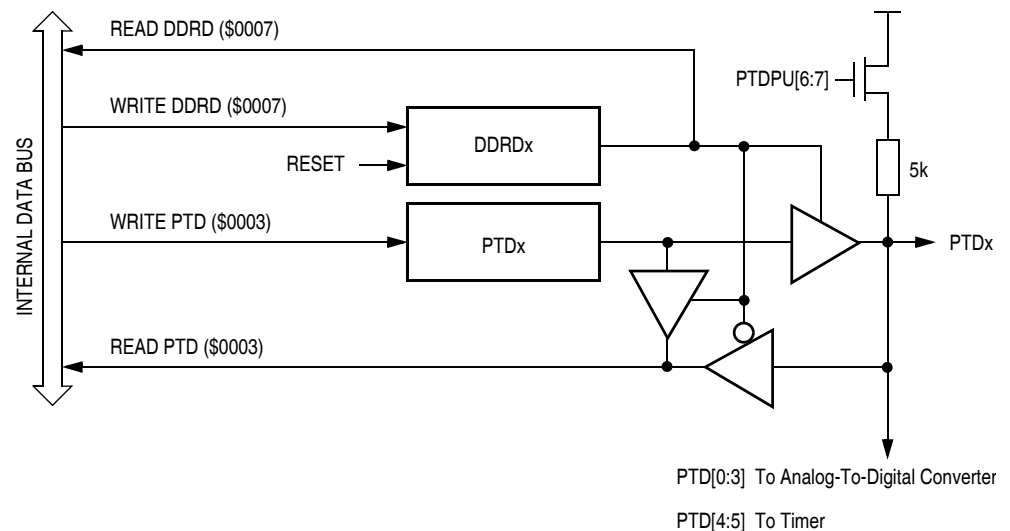 READ DDRD ($0007)
PTDPU[6:7]
WRITE DDRD ($0007)
DDRDx
RESET
5k
INTERNAL DATA BUS
WRITE PTD ($0003)
PTDx
PTDx
READ PTD ($0003)
PTD[0:3] To Analog-To-Digital Converter
PTD[4:5] To Timer